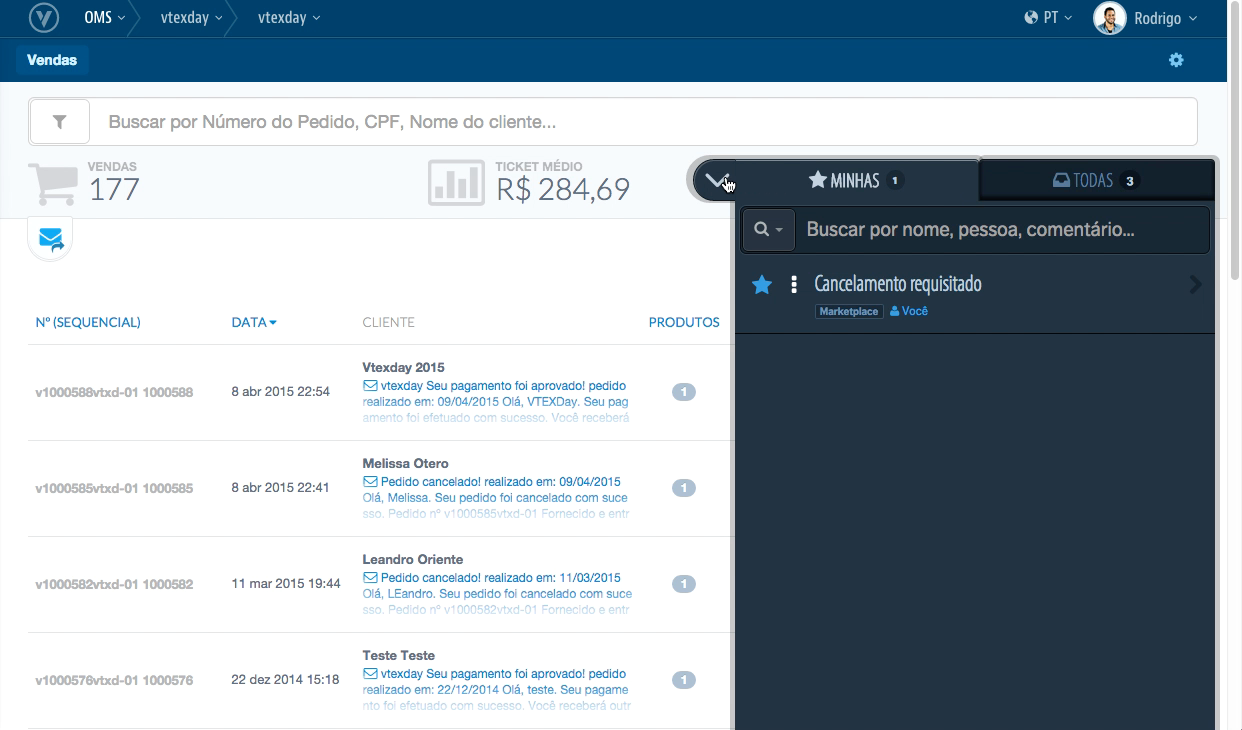 OMS vtexday vtexday PT Rodrigo
Vendas
Buscar por Número do Pedido, CPF, Nome do cliente...
VENDAS
177
TICKET MÉDIO
R$ 284,69
MINHAS 1
TODAS 3
Buscar por nome, pessoa, comentário...
Cancelamento requisitado
Marketplace Você
Nº (SEQUENCIAL) DATA CLIENTE PRODUTOS
v1000588vtxd-01 1000588
8 abr 2015 22:54
Vtexday 2015
vtexday Seu pagamento foi aprovado! pedido
realizado em: 09/04/2015 Olá, VTEXDay. Seu pag
amento foi efetuado com sucesso. Você receberá
1
v1000585vtxd-01 1000585
8 abr 2015 22:41
Melissa Otero
Pedido cancelado! realizado em: 09/04/2015
Olá, Melissa. Seu pedido foi cancelado com suce
sso. Pedido nº v1000585vtxd-01 Fornecido e entr
1
v1000582vtxd-01 1000582
11 mar 2015 19:44
Leandro Oriente
Pedido cancelado! realizado em: 11/03/2015
Olá, LEandro. Seu pedido foi cancelado com suce
sso. Pedido nº v1000582vtxd-01 Fornecido e entr
1
v1000576vtxd-01 1000576
22 dez 2014 15:18
Teste Teste
vtexday Seu pagamento foi aprovado! pedido
realizado em: 22/12/2014 Olá, teste. Seu pagame
nto foi efetuado com sucesso. Você receberá outr
1